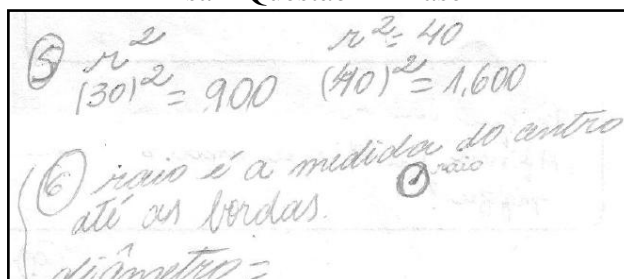 5 r² r² = 40
(30)² = 900 (40)² = 1.600
6 raio é a medida do centro
raio
até as bordas.
diâmetro =